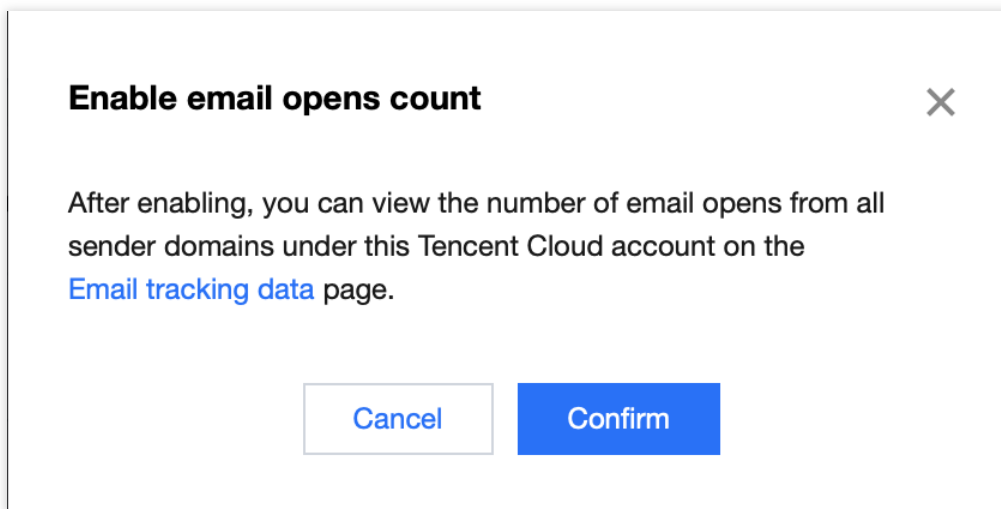 Enable email opens count
After enabling, you can view the number of email opens from all
sender domains under this Tencent Cloud account on the
Email tracking data page.
Cancel
Confirm